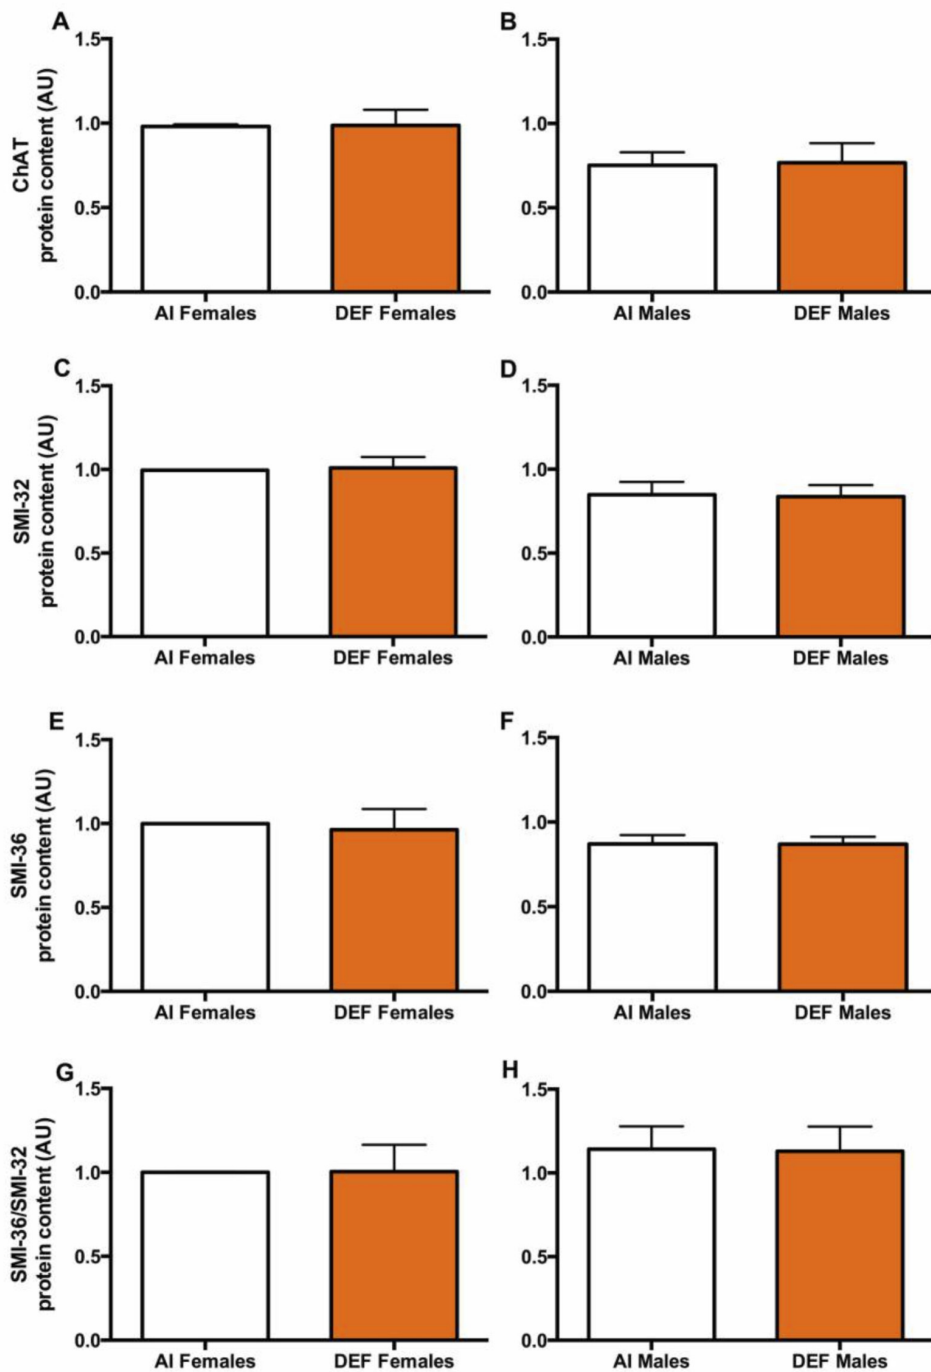 A
B
ChAT
protein content (AU)
1.5
1.0
0.5
0.0
AI Females
DEF Females
1.5
1.0
0.5
0.0
AI Males
DEF Males
C
D
SMI-32
protein content (AU)
1.5
1.0
0.5
0.0
AI Females
DEF Females
1.5
1.0
0.5
0.0
AI Males
DEF Males
E
F
SMI-36
protein content (AU)
1.5
1.0
0.5
0.0
AI Females
DEF Females
1.5
1.0
0.5
0.0
AI Males
DEF Males
G
H
SMI-36/SMI-32
protein content (AU)
1.5
1.0
0.5
0.0
AI Females
DEF Females
1.5
1.0
0.5
0.0
AI Males
DEF Males